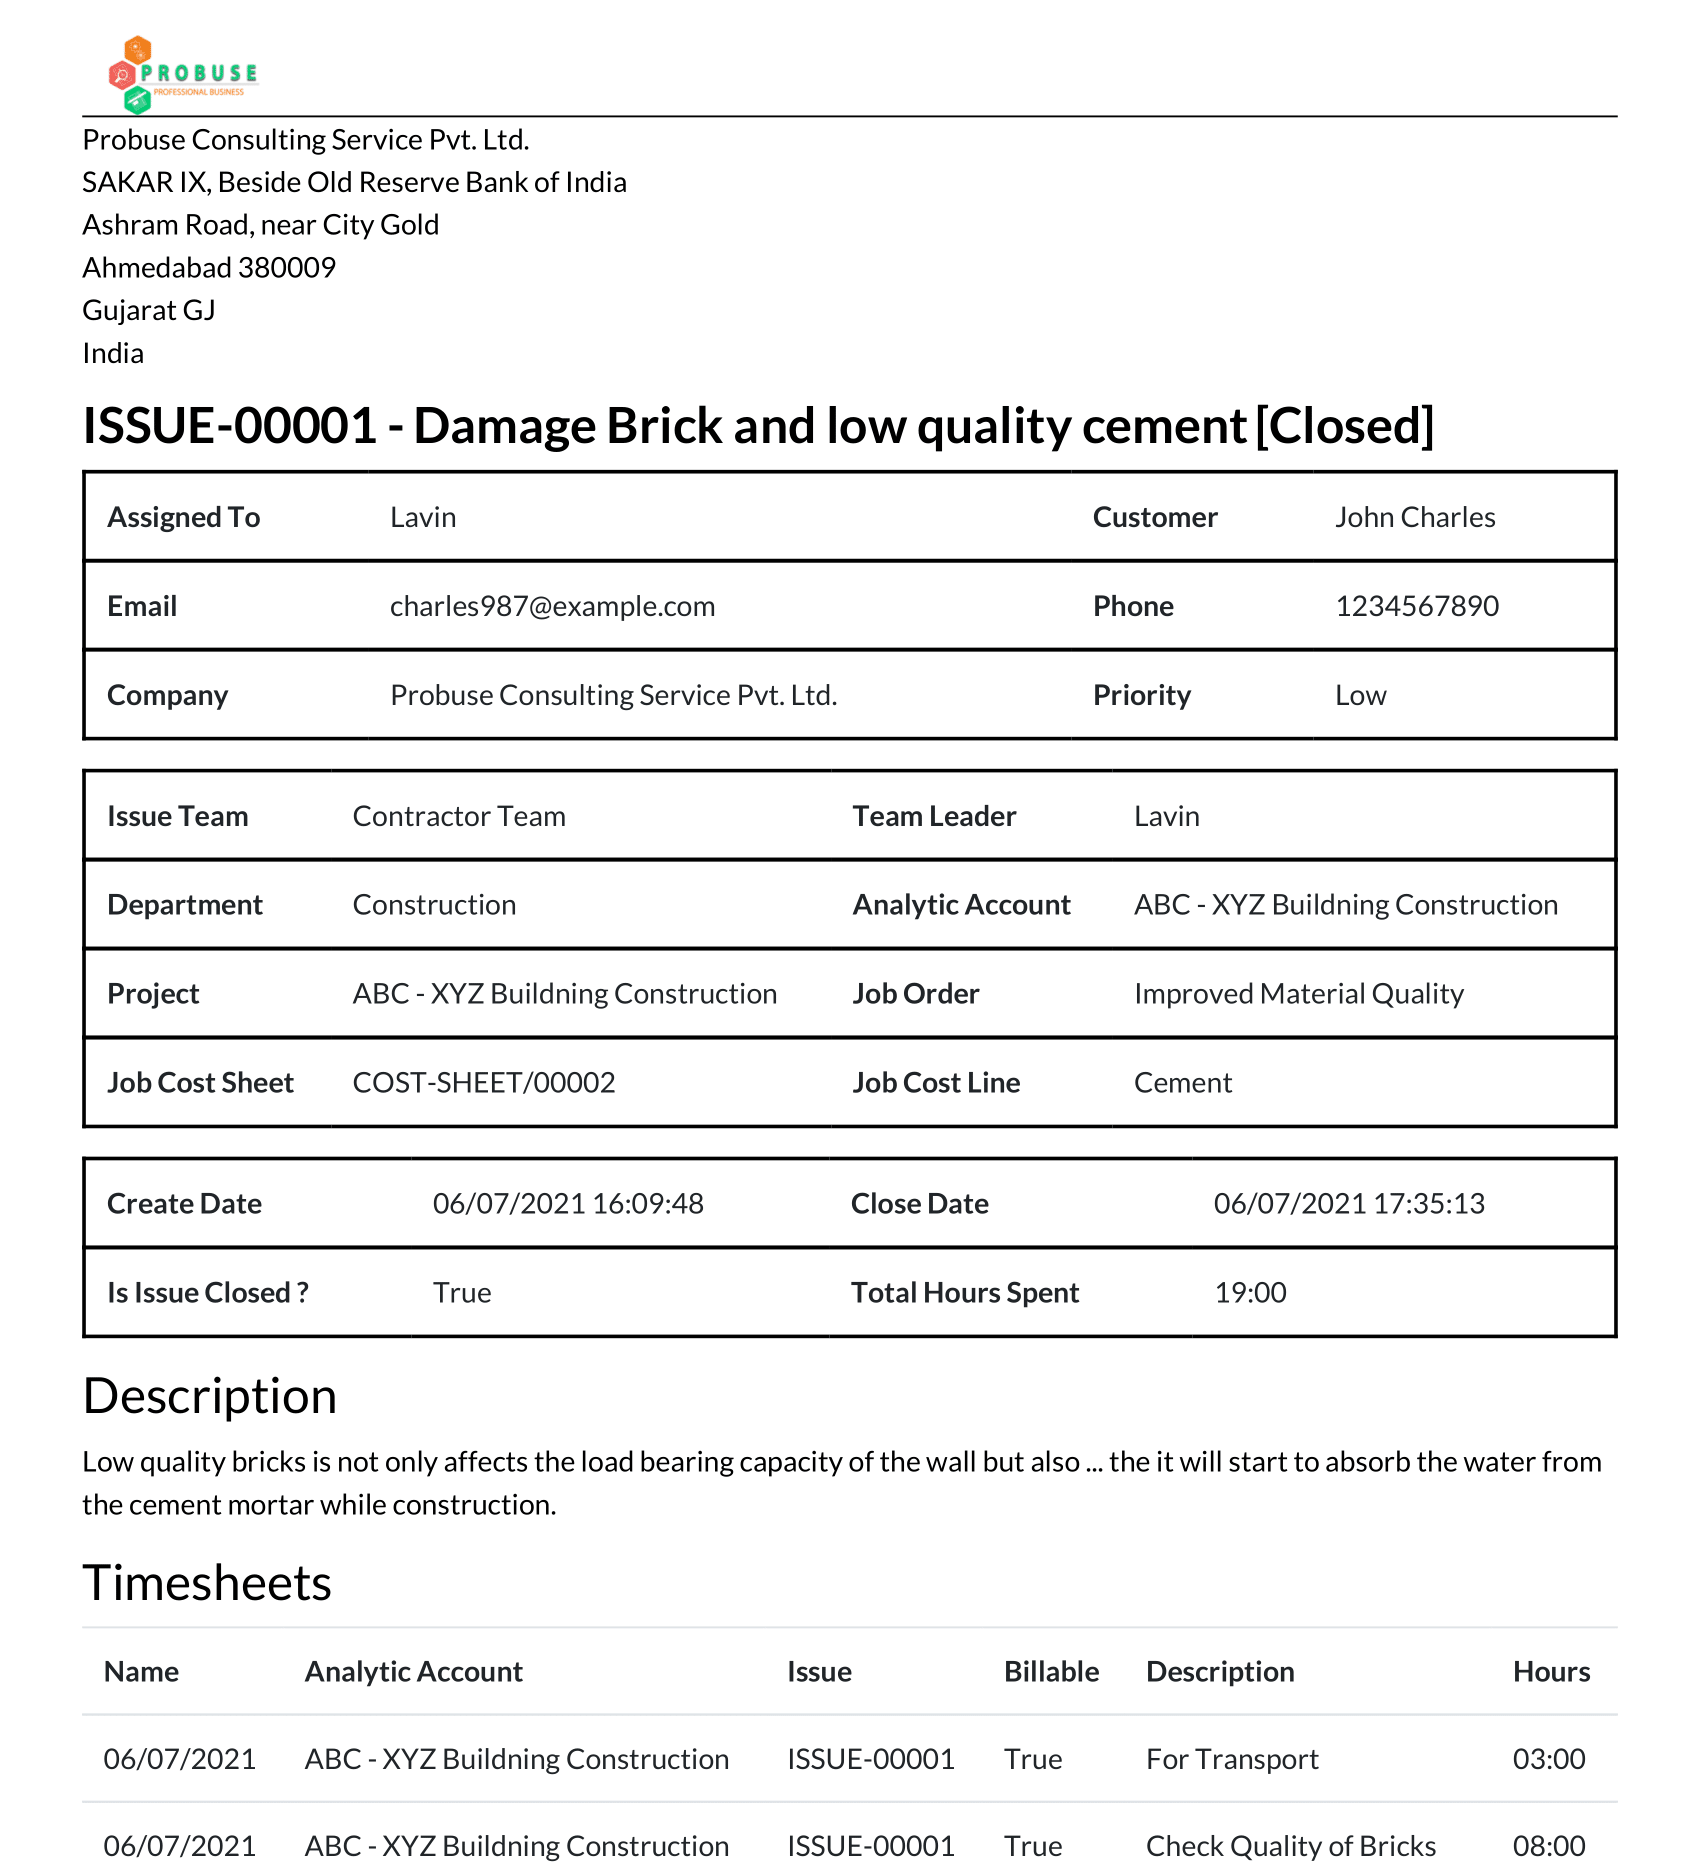 PROBUSE
PROFESSIONAL BUSINESS
Probuse Consulting Service Pvt. Ltd.
SAKAR IX, Beside Old Reserve Bank of India
Ashram Road, near City Gold
Ahmedabad 380009
Gujarat GJ
India
ISSUE-00001 - Damage Brick and low quality cement [Closed]
Assigned To Lavin Customer John Charles
Email charles987@example.com Phone 1234567890
Company Probuse Consulting Service Pvt. Ltd. Priority Low
Issue Team Contractor Team Team Leader Lavin
Department Construction Analytic Account ABC - XYZ Buildning Construction
Project ABC - XYZ Buildning Construction Job Order Improved Material Quality
Job Cost Sheet COST-SHEET/00002 Job Cost Line Cement
Create Date 06/07/2021 16:09:48 Close Date 06/07/2021 17:35:13
Is Issue Closed ? True Total Hours Spent 19:00
Description
Low quality bricks is not only affects the load bearing capacity of the wall but also ... the it will start to absorb the water from
the cement mortar while construction.
Timesheets
Name Analytic Account Issue Billable Description Hours
06/07/2021 ABC - XYZ Buildning Construction ISSUE-00001 True For Transport 03:00
06/07/2021 ABC - XYZ Buildning Construction ISSUE-00001 True Check Quality of Bricks 08:00